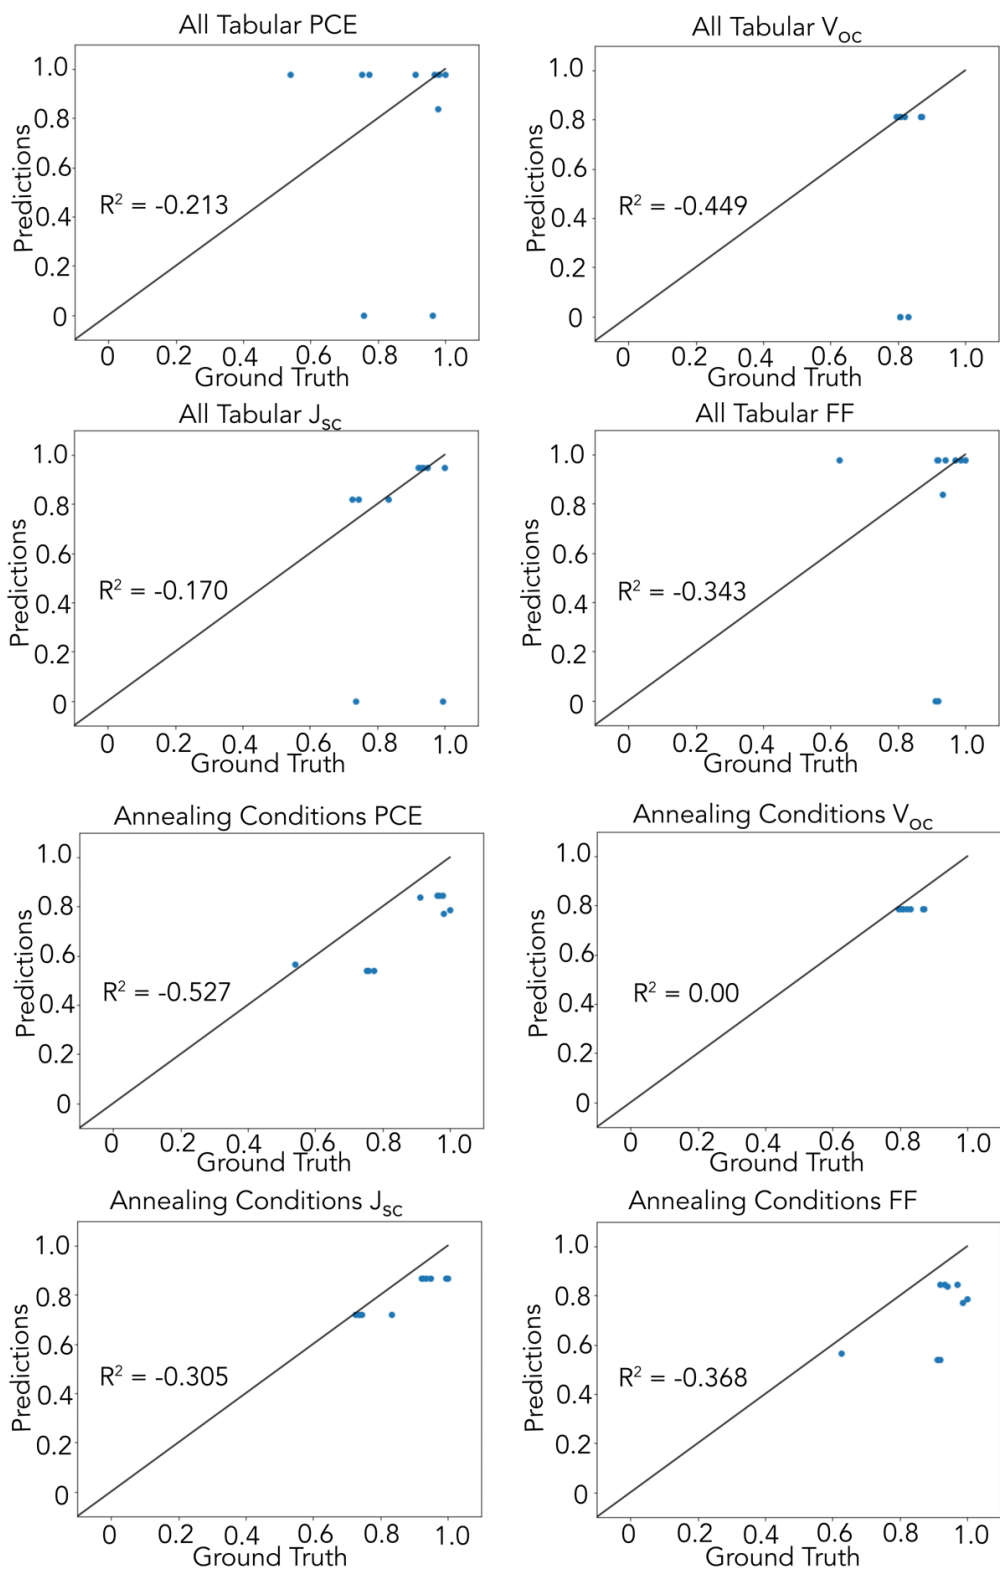 All Tabular PCE
1.0
0.8
0.6
0.4
0.2
0
Predictions
R² = -0.213
0 0.2 0.4 0.6 0.8 1.0
Ground Truth
All Tabular Voc
1.0
0.8
0.6
0.4
0.2
0
Predictions
R² = -0.449
0 0.2 0.4 0.6 0.8 1.0
Ground Truth
All Tabular Jsc
1.0
0.8
0.6
0.4
0.2
0
Predictions
R² = -0.170
0 0.2 0.4 0.6 0.8 1.0
Ground Truth
All Tabular FF
1.0
0.8
0.6
0.4
0.2
0
Predictions
R² = -0.343
0 0.2 0.4 0.6 0.8 1.0
Ground Truth
Annealing Conditions PCE
1.0
0.8
0.6
0.4
0.2
0
Predictions
R² = -0.527
0 0.2 0.4 0.6 0.8 1.0
Ground Truth
Annealing Conditions Voc
1.0
0.8
0.6
0.4
0.2
0
Predictions
R² = 0.00
0 0.2 0.4 0.6 0.8 1.0
Ground Truth
Annealing Conditions Jsc
1.0
0.8
0.6
0.4
0.2
0
Predictions
R² = -0.305
0 0.2 0.4 0.6 0.8 1.0
Ground Truth
Annealing Conditions FF
1.0
0.8
0.6
0.4
0.2
0
Predictions
R² = -0.368
0 0.2 0.4 0.6 0.8 1.0
Ground Truth